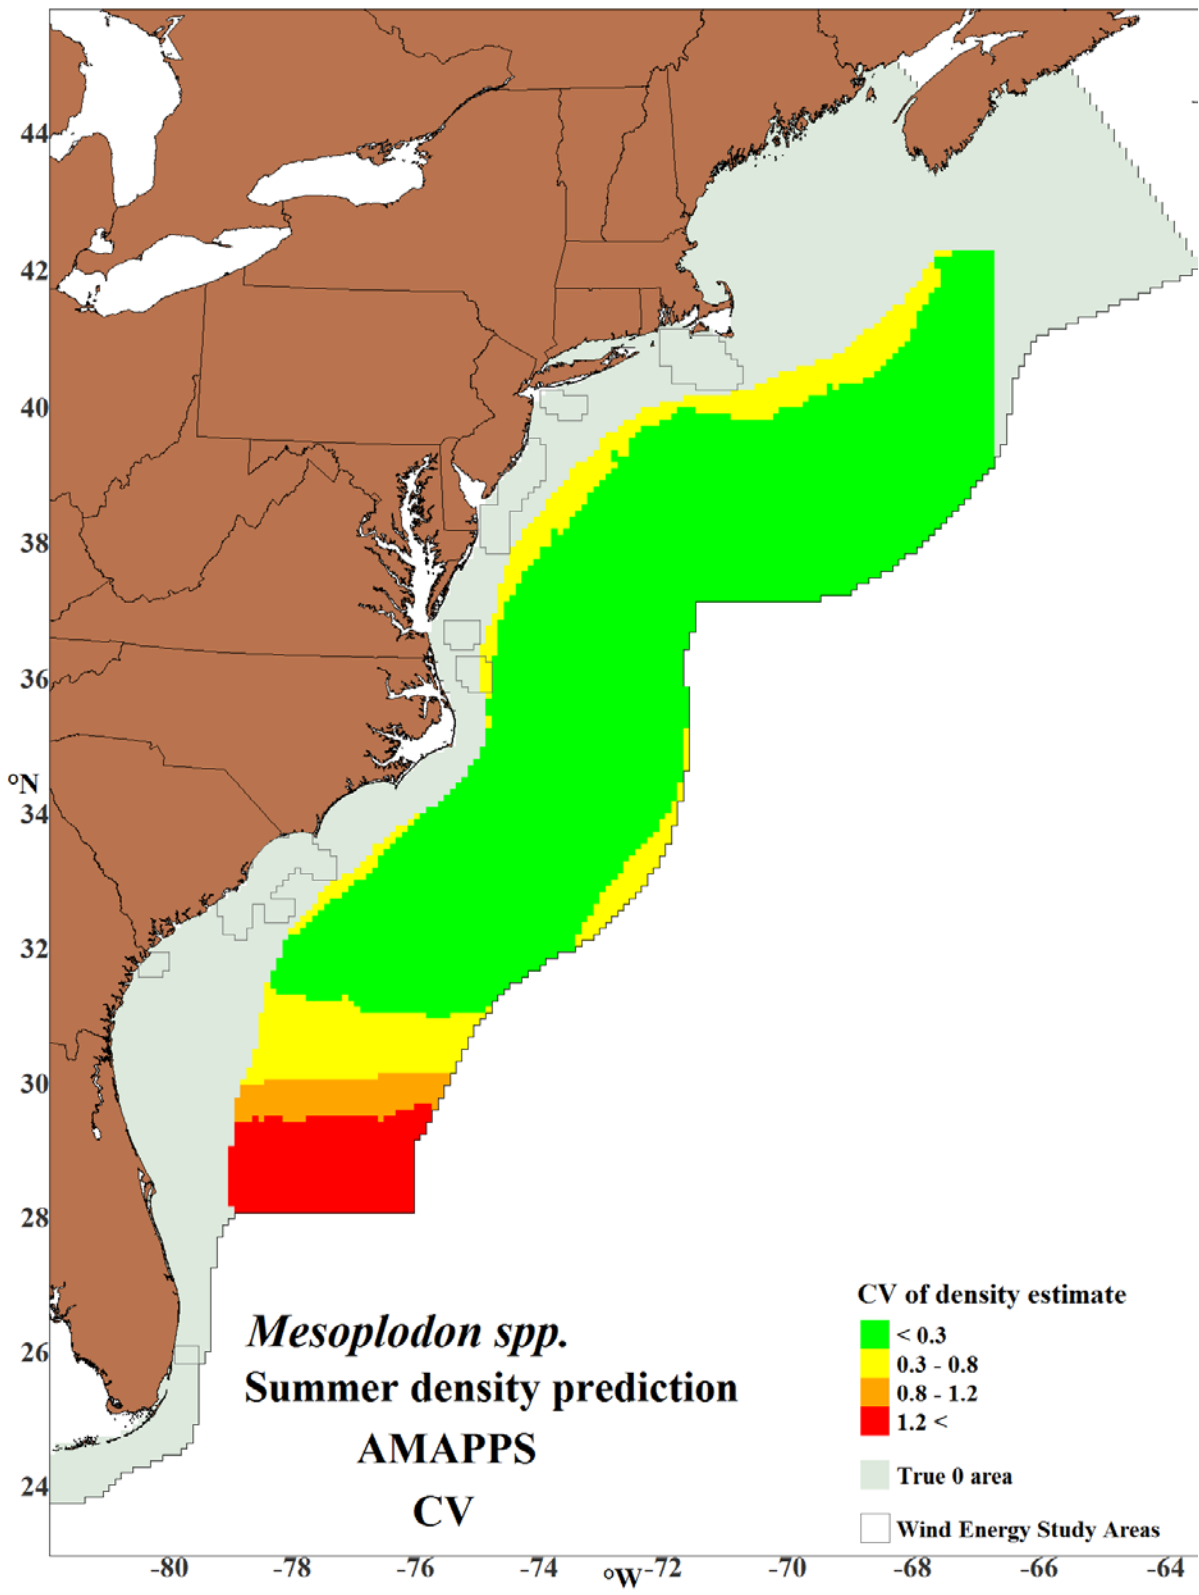 44
42
40
38
36
°N
34
32
30
28
26
24
Mesoplodon spp.
Summer density prediction
AMAPPS
CV
CV of density estimate
< 0.3
0.3 - 0.8
0.8 - 1.2
1.2 <
True 0 area
Wind Energy Study Areas
-80 -78 -76 -74 -72 -70 -68 -66 -64
°W